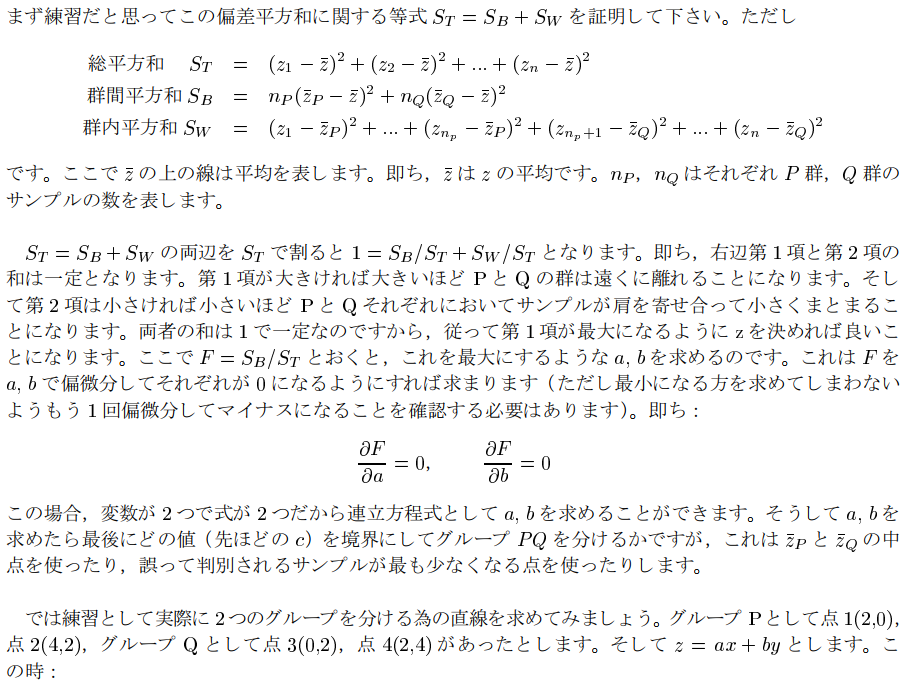 まず練習だと思ってこの偏差平方和に関する等式 S_T = S_B + S_W を証明して下さい。ただし
総平方和 S_T = (z_1 − z̄)^2 + (z_2 − z̄)^2 + ... + (z_n − z̄)^2
群間平方和 S_B = n_P(z̄_P − z̄)^2 + n_Q(z̄_Q − z̄)^2
群内平方和 S_W = (z_1 − z̄_P)^2 + ... + (z_{n_p} − z̄_P)^2 + (z_{n_p+1} − z̄_Q)^2 + ... + (z_n − z̄_Q)^2
です。ここで z̄ の上の線は平均を表します。即ち，z̄ は z の平均です。n_P，n_Q はそれぞれ P 群，Q 群の
サンプルの数を表します。
S_T = S_B + S_W の両辺を S_T で割ると 1 = S_B/S_T + S_W/S_T となります。即ち，右辺第 1 項と第 2 項の
和は一定となります。第 1 項が大きければ大きいほど P と Q の群は遠くに離れることになります。そし
て第 2 項は小さければ小さいほど P と Q それぞれにおいてサンプルが肩を寄せ合って小さくまとまるこ
とになります。両者の和は 1 で一定なのですから，従って第 1 項が最大になるように z を決めれば良いこ
とになります。ここで F = S_B/S_T とおくと，これを最大にするような a, b を求めるのです。これは F を
a, b で偏微分してそれぞれが 0 になるようにすれば求まります（ただし最小になる方を求めてしまわない
ようもう 1 回偏微分してマイナスになることを確認する必要はあります）。即ち：
∂F/∂a = 0, ∂F/∂b = 0
この場合，変数が 2 つで式が 2 つだから連立方程式として a, b を求めることができます。そうして a, b を
求めたら最後にどの値（先ほどの c）を境界にしてグループ PQ を分けるかですが，これは z̄_P と z̄_Q の中
点を使ったり，誤って判別されるサンプルが最も少なくなる点を使ったりします。
では練習として実際に 2 つのグループを分ける為の直線を求めてみましょう。グループ P として点 1(2,0),
点 2(4,2)，グループ Q として点 3(0,2)，点 4(2,4) があったとします。そして z = ax + by とします。こ
の時：